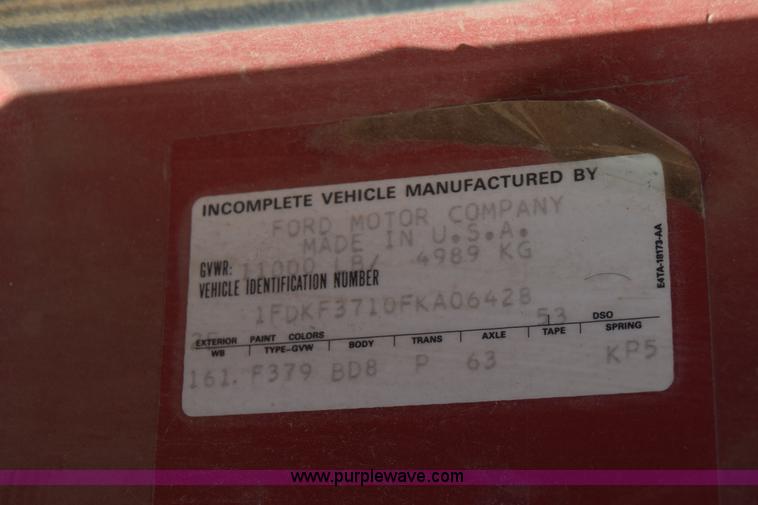 INCOMPLETE VEHICLE MANUFACTURED BY
FORD MOTOR COMPANY
MADE IN U.S.A.
GVWR: 11000 LB/ 4989 KG
VEHICLE IDENTIFICATION NUMBER
1FDKF3710FKA06428
53
EXTERIOR PAINT COLORS DSO
WB TYPE-GVW BODY TRANS AXLE TAPE SPRING
161. F379 BD8 P 63 KP5
E4TA-18173-AA
www.purplewave.com